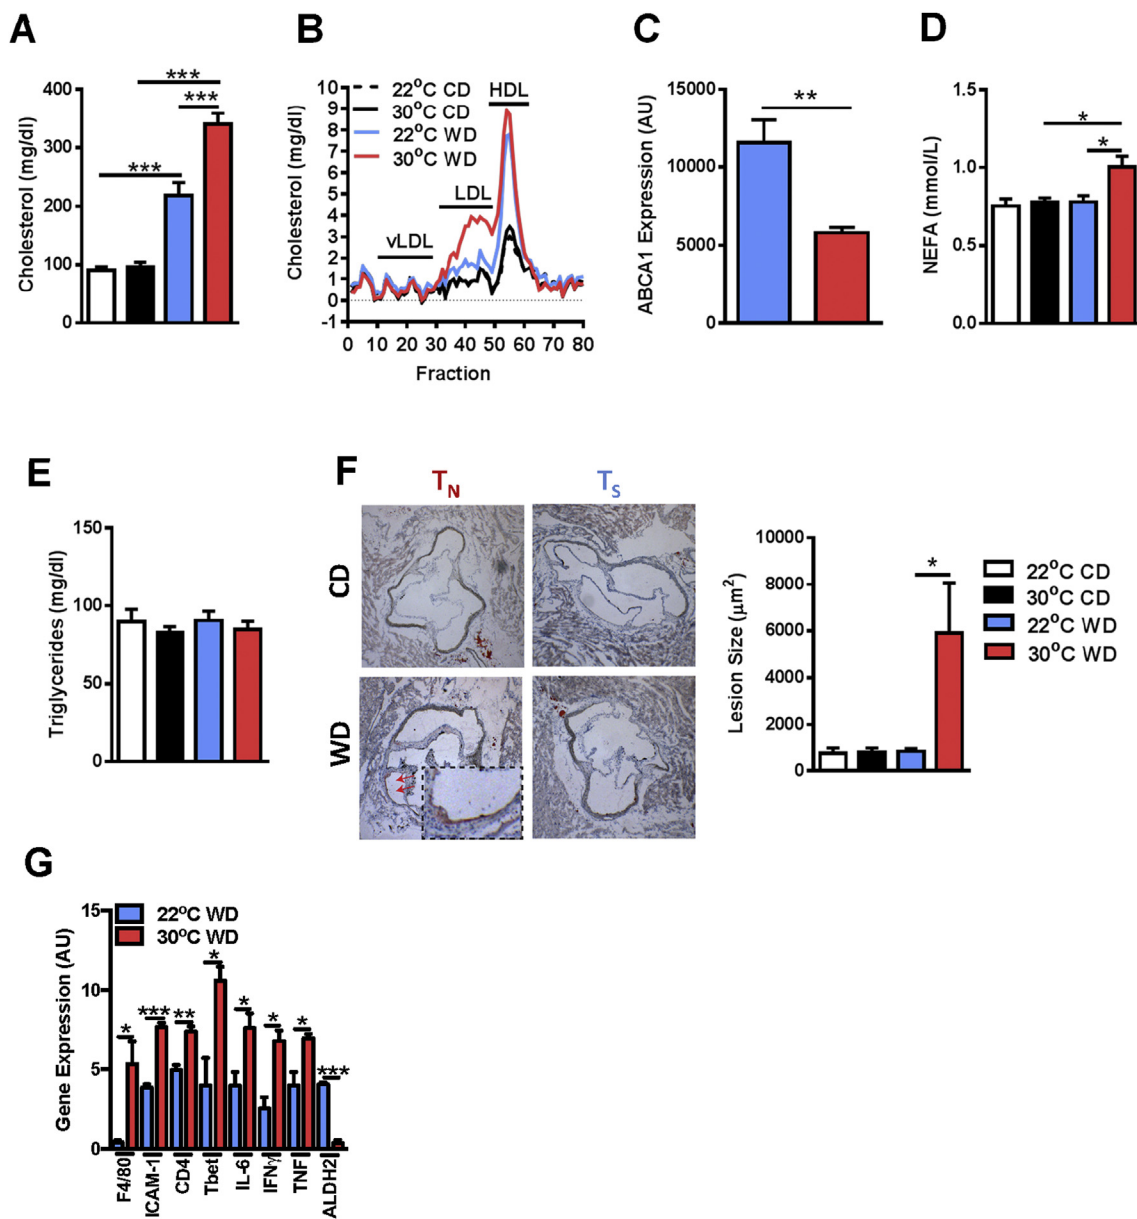 A
Cholesterol (mg/dl)
400
300
200
100
0
***
***
***
B
Cholesterol (mg/dl)
10
9
8
7
6
5
4
3
2
1
0
-1
22°C CD
30°C CD
22°C WD
30°C WD
HDL
LDL
vLDL
0 10 20 30 40 50 60 70 80
Fraction
C
ABCA1 Expression (AU)
15000
10000
5000
0
**
D
NEFA (mmol/L)
1.5
1.0
0.5
0.0
*
*
E
Triglycerides (mg/dl)
150
100
50
0
F
TN
TS
CD
WD
Lesion Size (μm²)
10000
8000
6000
4000
2000
0
*
22°C CD
30°C CD
22°C WD
30°C WD
G
Gene Expression (AU)
15
10
5
0
22°C WD
30°C WD
*
***
**
*
*
*
*
***
F4/80
ICAM-1
CD4
Tbet
IL-6
IFNγ
TNF
ALDH2